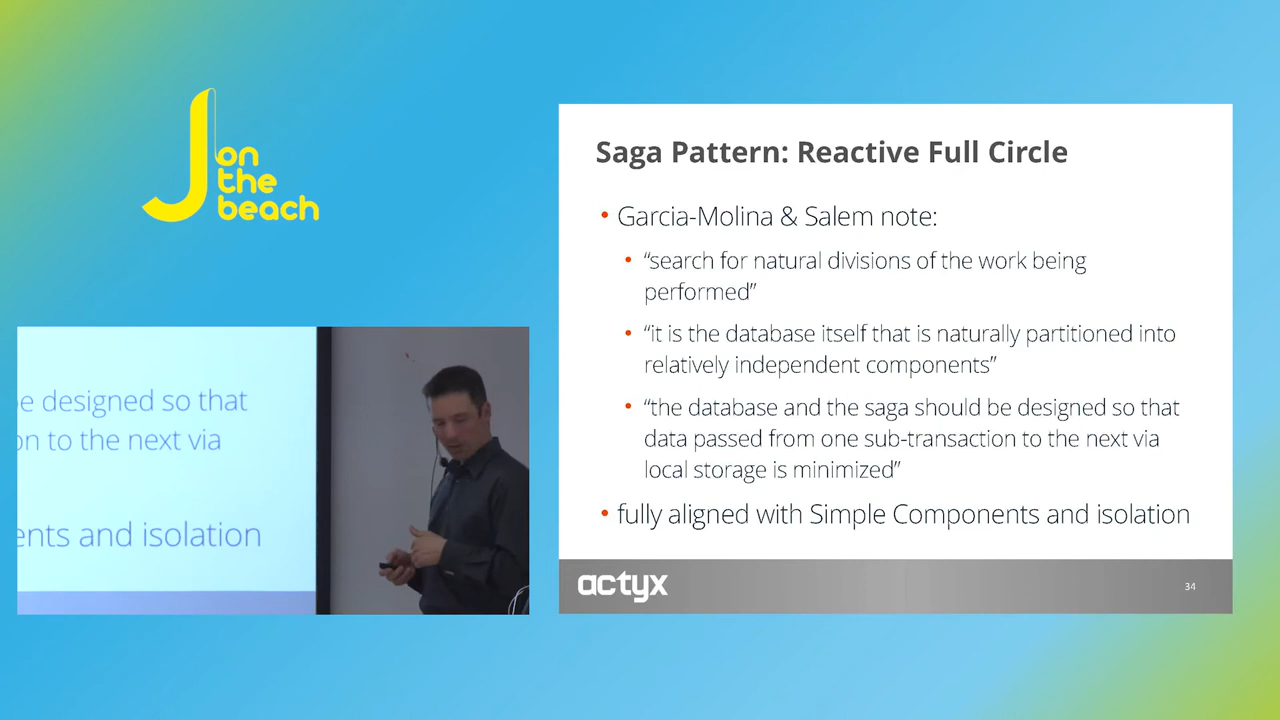 J on
the
beach
Saga Pattern: Reactive Full Circle
• Garcia-Molina & Salem note:
• “search for natural divisions of the work being
performed”
• “it is the database itself that is naturally partitioned into
relatively independent components”
• “the database and the saga should be designed so that
data passed from one sub-transaction to the next via
local storage is minimized”
• fully aligned with Simple Components and isolation
actyx
34
be designed so that
on to the next via
ents and isolation